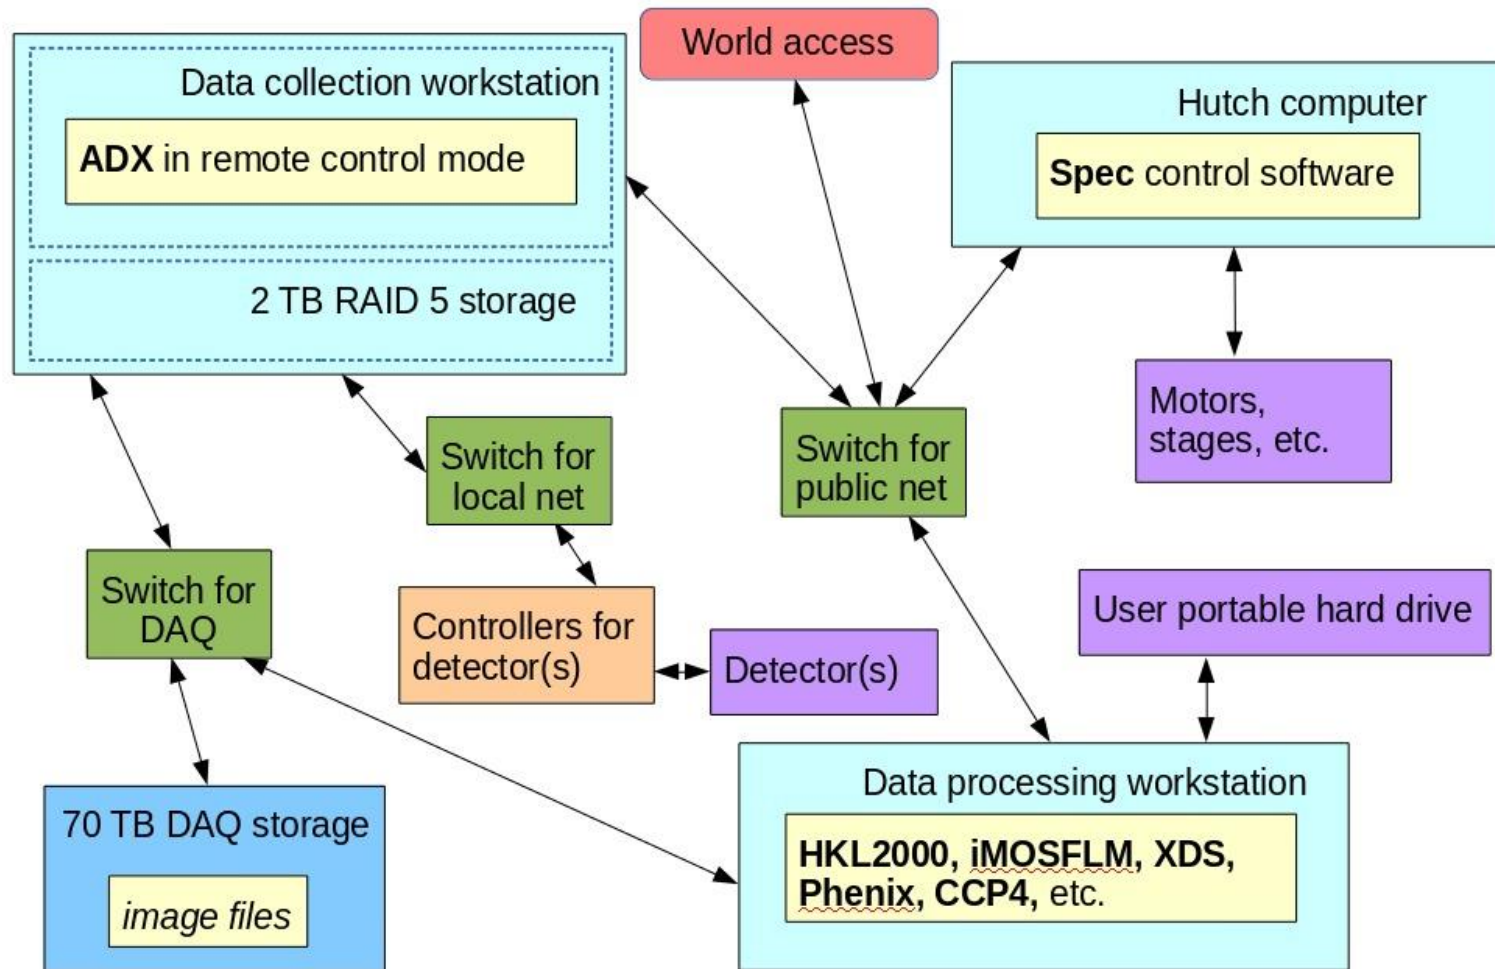 World access
Data collection workstation
ADX in remote control mode
2 TB RAID 5 storage
Hutch computer
Spec control software
Motors,
stages, etc.
Switch for
local net
Switch for
public net
Switch for
DAQ
Controllers for
detector(s)
Detector(s)
User portable hard drive
70 TB DAQ storage
image files
Data processing workstation
HKL2000, iMOSFLM, XDS,
Phenix, CCP4, etc.